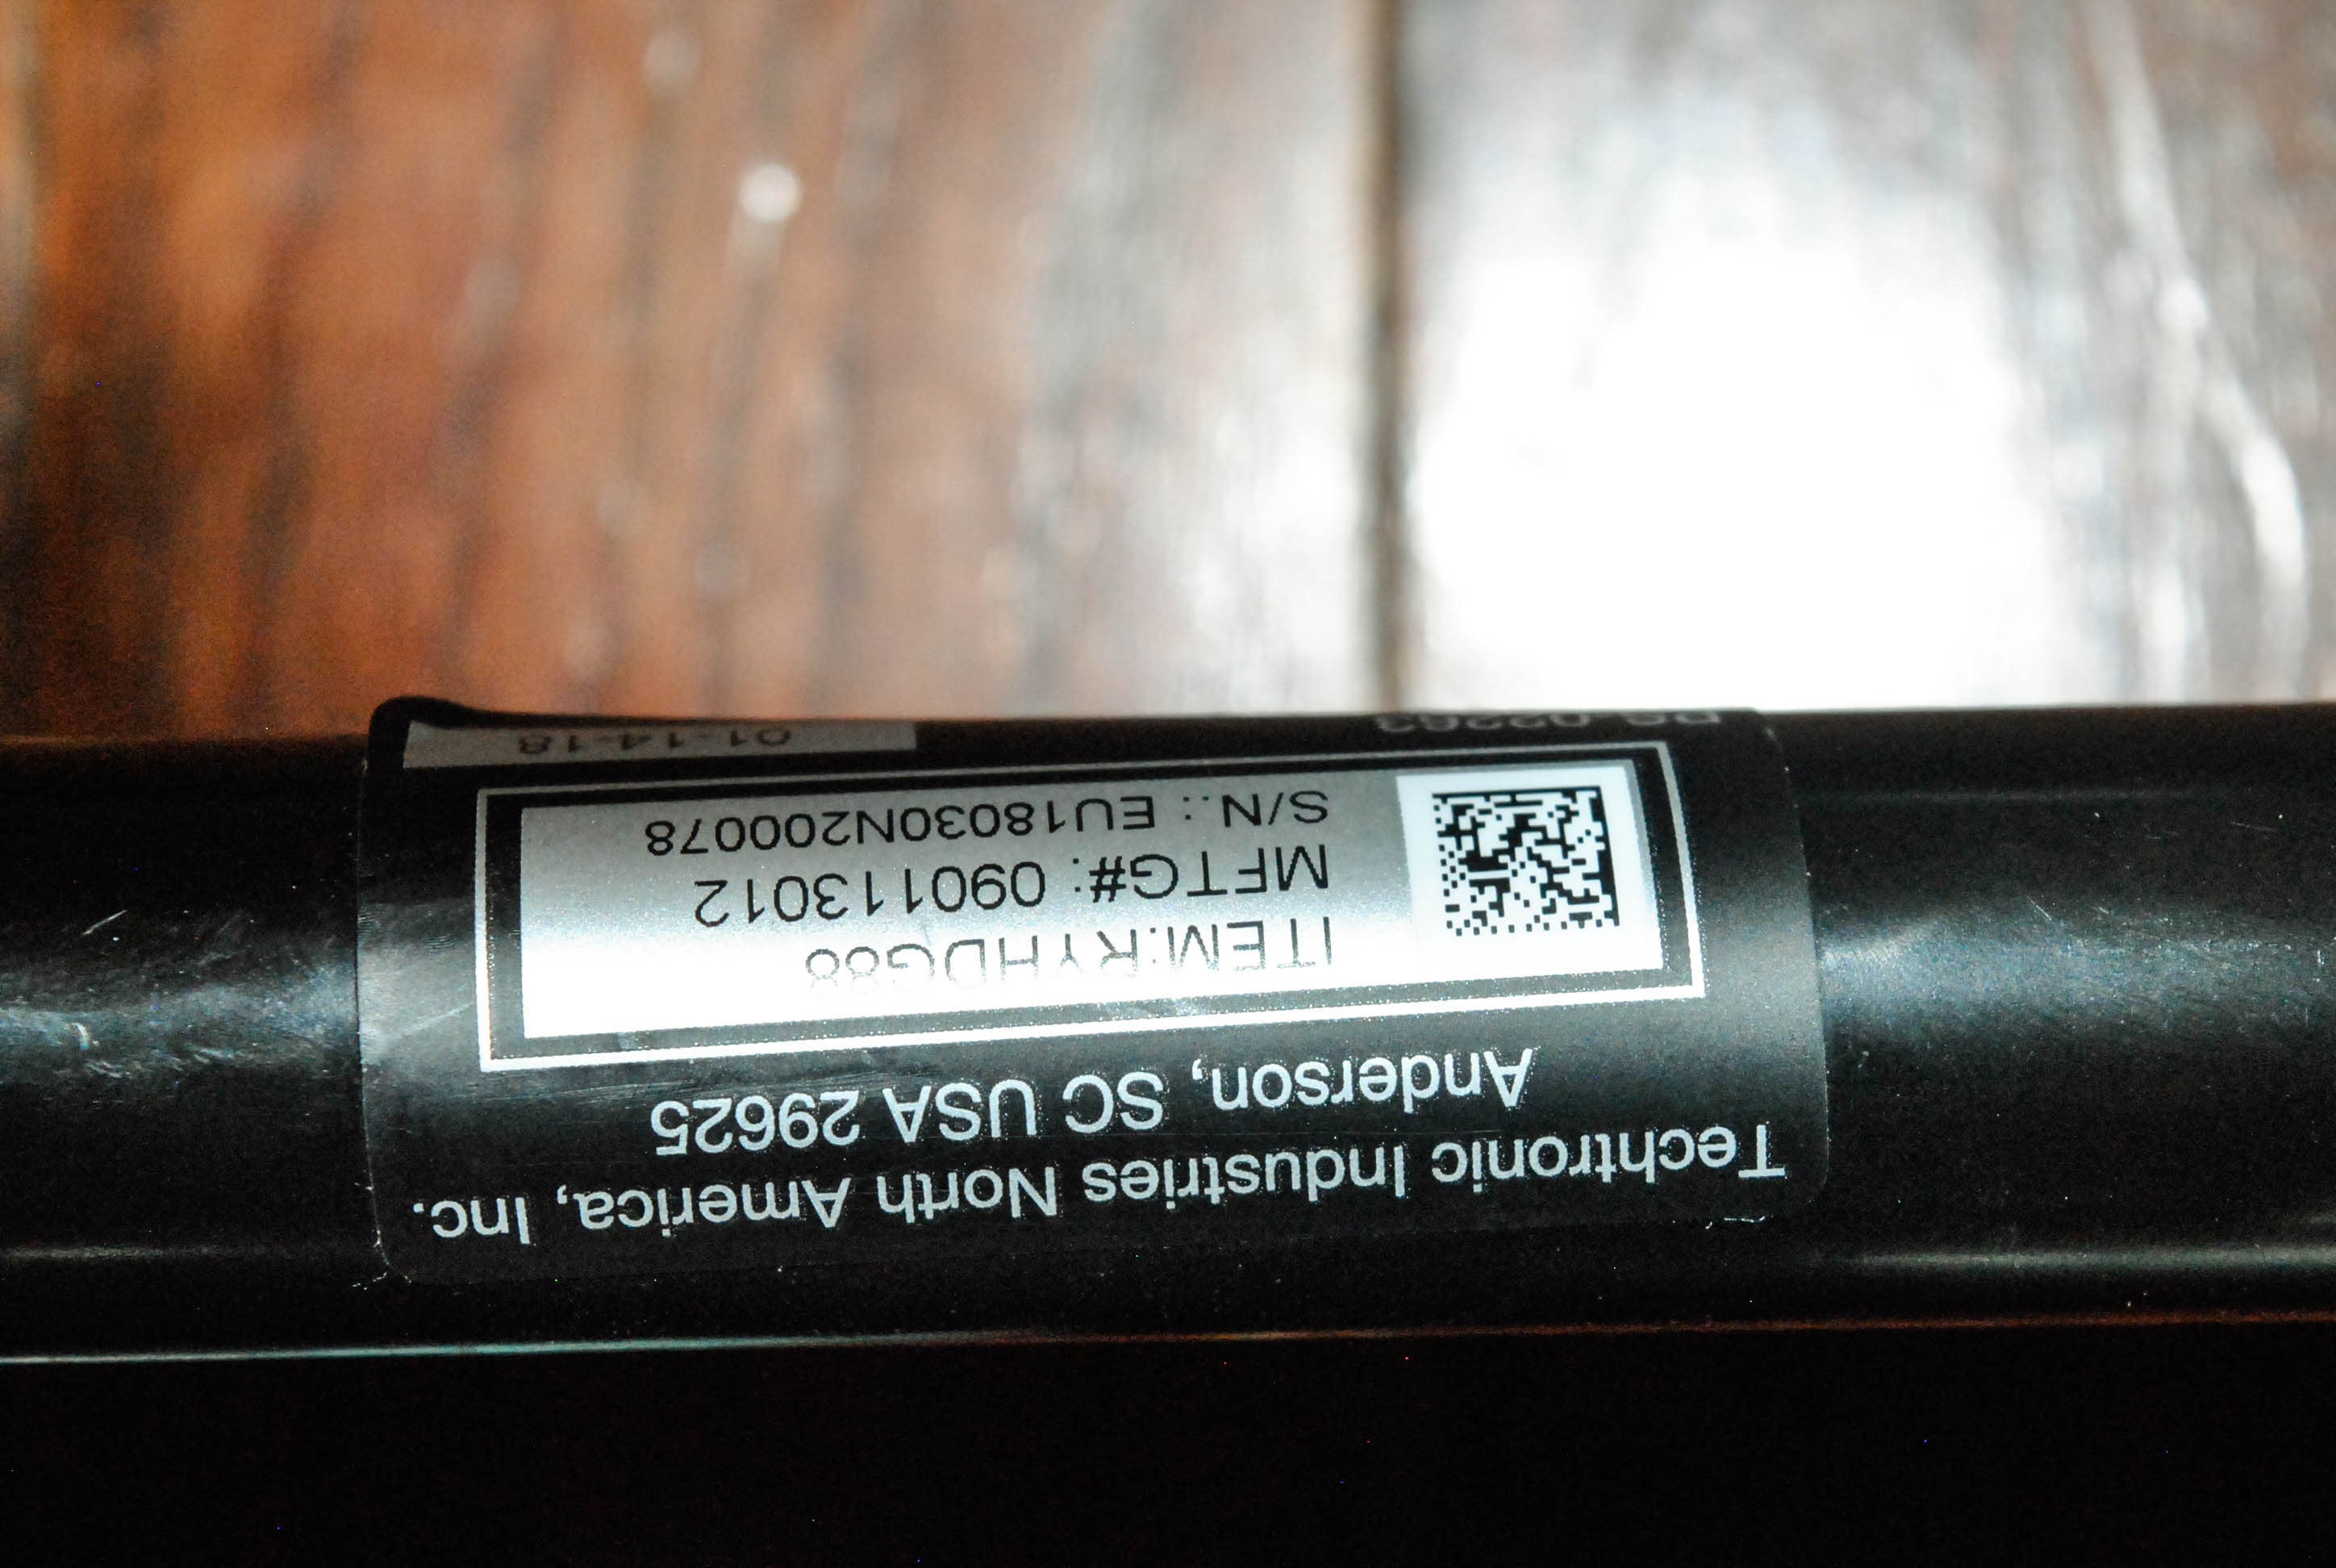 Techtronic Industries North America, Inc.
Anderson, SC USA 29625
ITEM:RYHDG88
MFTG#: 090113012
S/N.: EU18030N200078
01-14-18